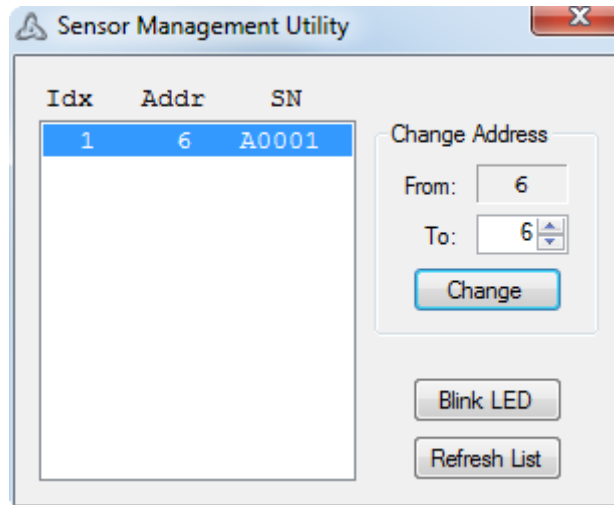 Sensor Management Utility
Idx Addr SN
1 6 A0001
Change Address
From: 6
To: 6
Change
Blink LED
Refresh List